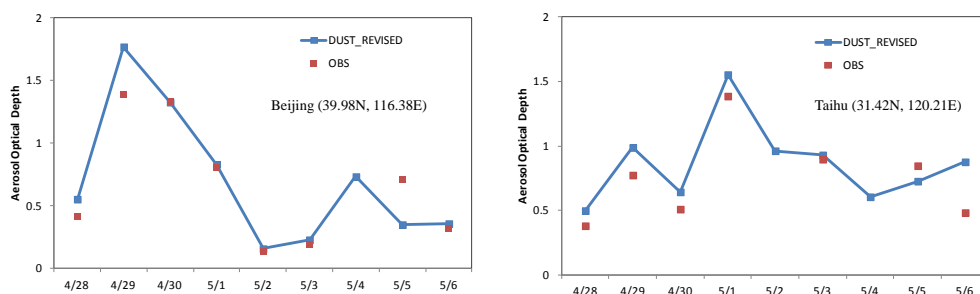 2
1.5
1
0.5
0
Aerosol Optical Depth
DUST_REVISED
OBS
Beijing (39.98N, 116.38E)
4/28 4/29 4/30 5/1 5/2 5/3 5/4 5/5 5/6
2
1.5
1
0.5
0
Aerosol Optical Depth
DUST_REVISED
OBS
Taihu (31.42N, 120.21E)
4/28 4/29 4/30 5/1 5/2 5/3 5/4 5/5 5/6